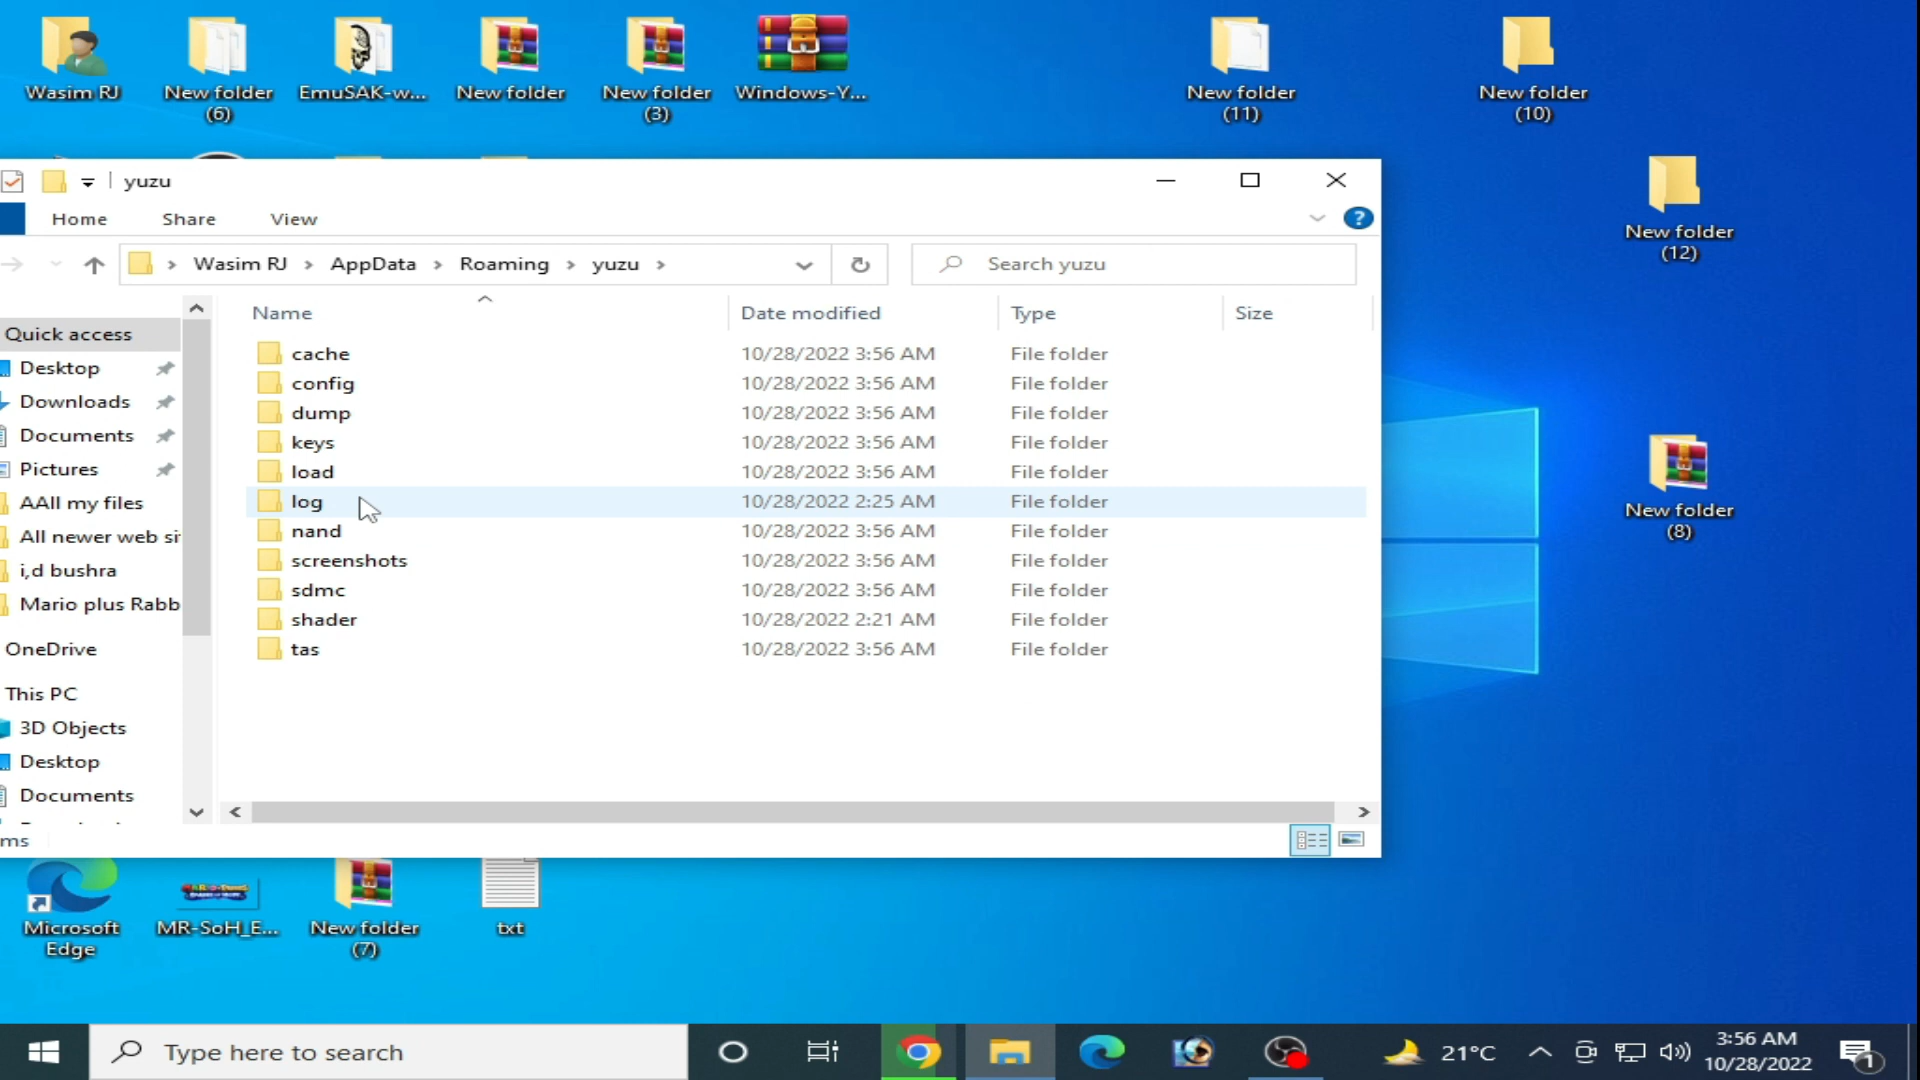 Wasim RJ
New folder
(6)
EmuSAK-w...
New folder
New folder
(3)
Windows-Y...
New folder
(11)
New folder
(10)
New folder
(12)
New folder
(8)
yuzu
Home
Share
View
?
Wasim RJ > AppData > Roaming > yuzu >
Search yuzu
Name
Date modified
Type
Size
Quick access
Desktop
Downloads
Documents
Pictures
AAll my files
All newer web si
i,d bushra
Mario plus Rabb
OneDrive
This PC
3D Objects
Desktop
Documents
cache 10/28/2022 3:56 AM File folder
config 10/28/2022 3:56 AM File folder
dump 10/28/2022 3:56 AM File folder
keys 10/28/2022 3:56 AM File folder
load 10/28/2022 3:56 AM File folder
log 10/28/2022 2:25 AM File folder
nand 10/28/2022 3:56 AM File folder
screenshots 10/28/2022 3:56 AM File folder
sdmc 10/28/2022 3:56 AM File folder
shader 10/28/2022 2:21 AM File folder
tas 10/28/2022 3:56 AM File folder
ms
Microsoft
Edge
MR-SoH_E...
New folder
(7)
txt
Type here to search
21°C
3:56 AM
10/28/2022
1